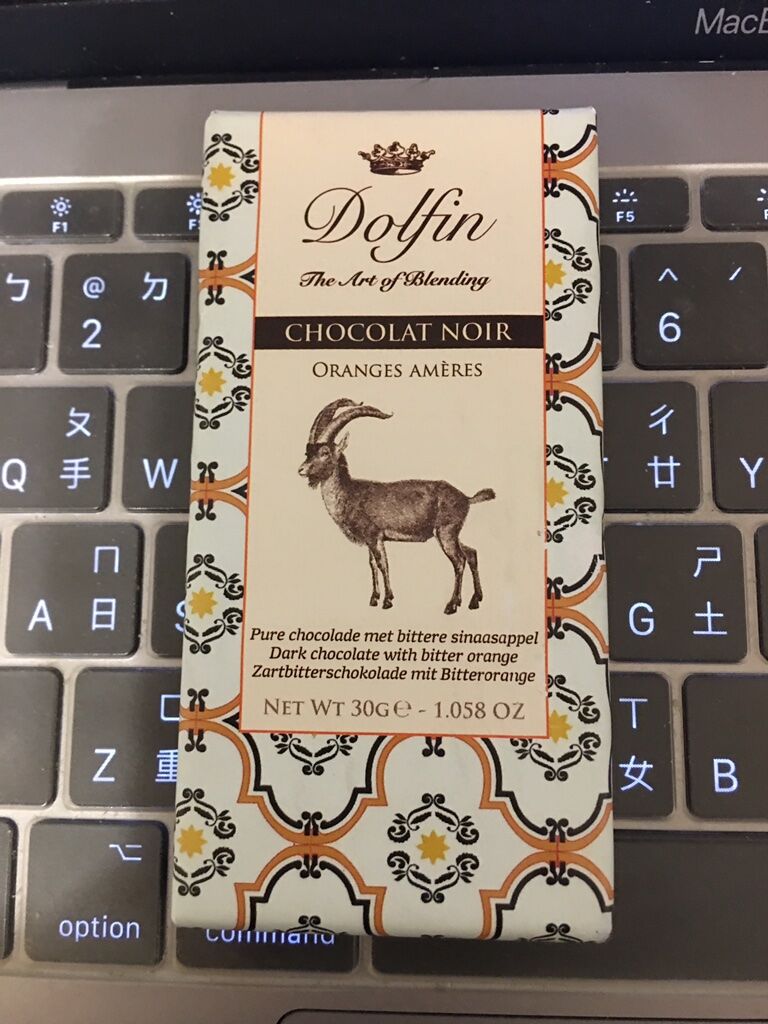 MacB
F1
F5
ㄅ
@ ㄉ
2
^ ˊ
6
ㄆ
Q 手
W
ㄔ
廿
Y
ㄇ
A 日
S
ㄕ
G 土
Z 重
ㄒ
女
B
⌥
option
command
Dolfin
The Art of Blending
CHOCOLAT NOIR
ORANGES AMÈRES
Pure chocolade met bittere sinaasappel
Dark chocolate with bitter orange
Zartbitterschokolade mit Bitterorange
NET WT 30G℮ - 1.058 OZ